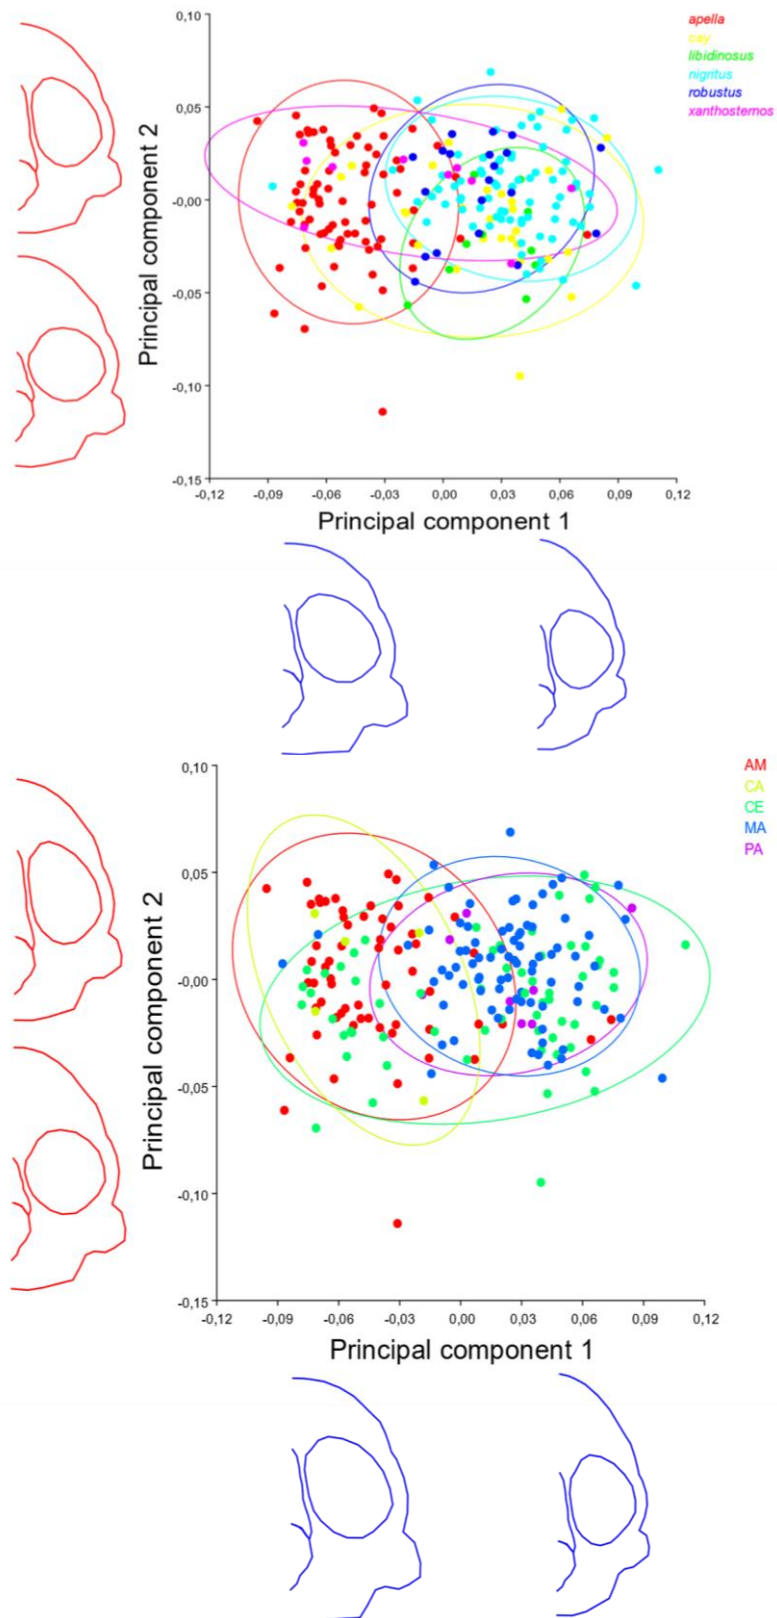 0,10
0,05
-0,00
-0,05
-0,10
-0,15
Principal component 2
-0,12 -0,09 -0,06 -0,03 0,00 0,03 0,06 0,09 0,12
Principal component 1
apella
cay
libidinosus
nigritus
robustus
xanthosternos
0,10
0,05
-0,00
-0,05
-0,10
-0,15
Principal component 2
-0,12 -0,09 -0,06 -0,03 0,00 0,03 0,06 0,09 0,12
Principal component 1
AM
CA
CE
MA
PA